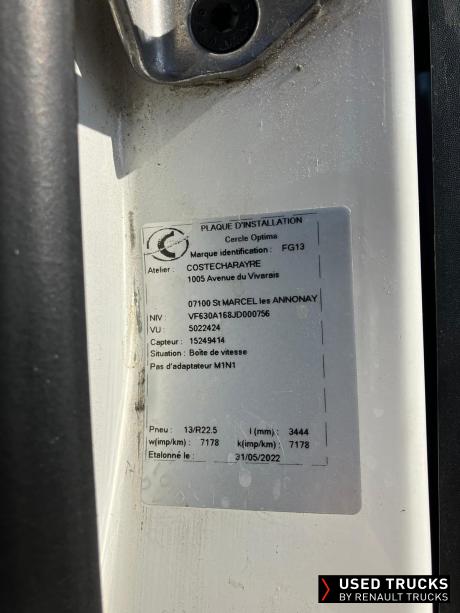 PLAQUE D'INSTALLATION
Cercle Optima
Marque identification : FG13
Atelier : COSTECHARAYRE
1005 Avenue du Vivarais
07100 St MARCEL les ANNONAY
NIV : VF630A168JD000756
VU : 5022424
Capteur : 15249414
Situation : Boîte de vitesse
Pas d'adaptateur M1N1
Pneu : 13/R22.5 l (mm) : 3444
w(imp/km) : 7178 k(imp/km) : 7178
Etalonné le : 31/05/2022
USED TRUCKS
BY RENAULT TRUCKS